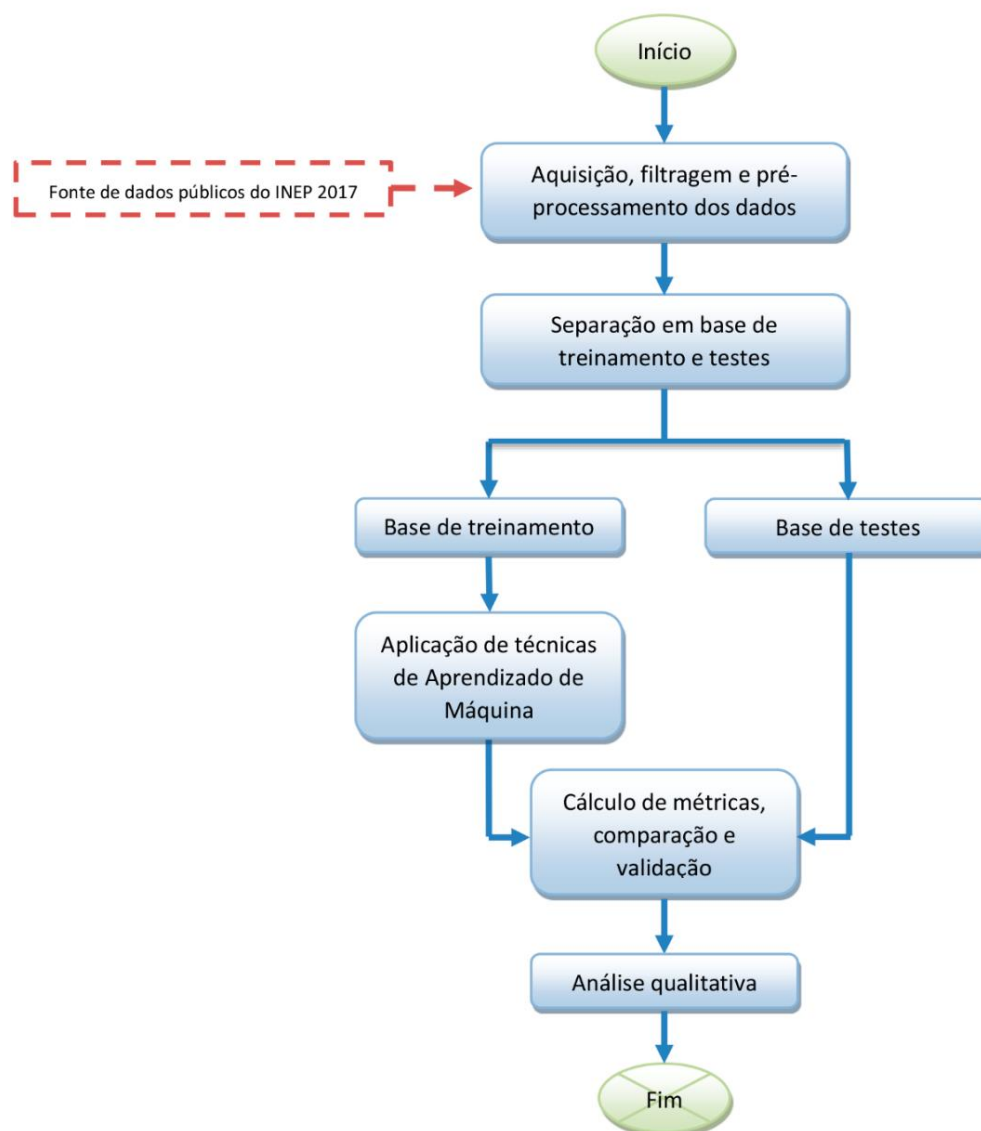 Início
Fonte de dados públicos do INEP 2017
Aquisição, filtragem e pré-
processamento dos dados
Separação em base de
treinamento e testes
Base de treinamento
Base de testes
Aplicação de técnicas
de Aprendizado de
Máquina
Cálculo de métricas,
comparação e
validação
Análise qualitativa
Fim